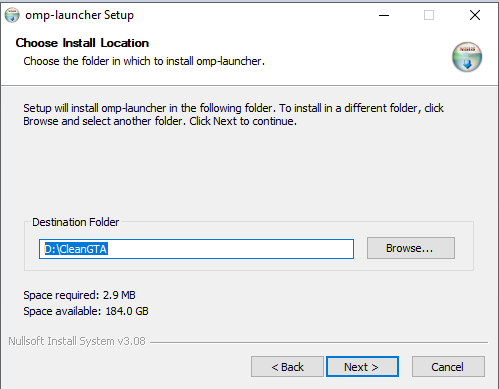 omp-launcher Setup
Choose Install Location
Choose the folder in which to install omp-launcher.
Setup will install omp-launcher in the following folder. To install in a different folder, click
Browse and select another folder. Click Next to continue.
Destination Folder
D:\CleanGTA
Browse...
Space required: 2.9 MB
Space available: 184.0 GB
Nullsoft Install System v3.08
< Back
Next >
Cancel